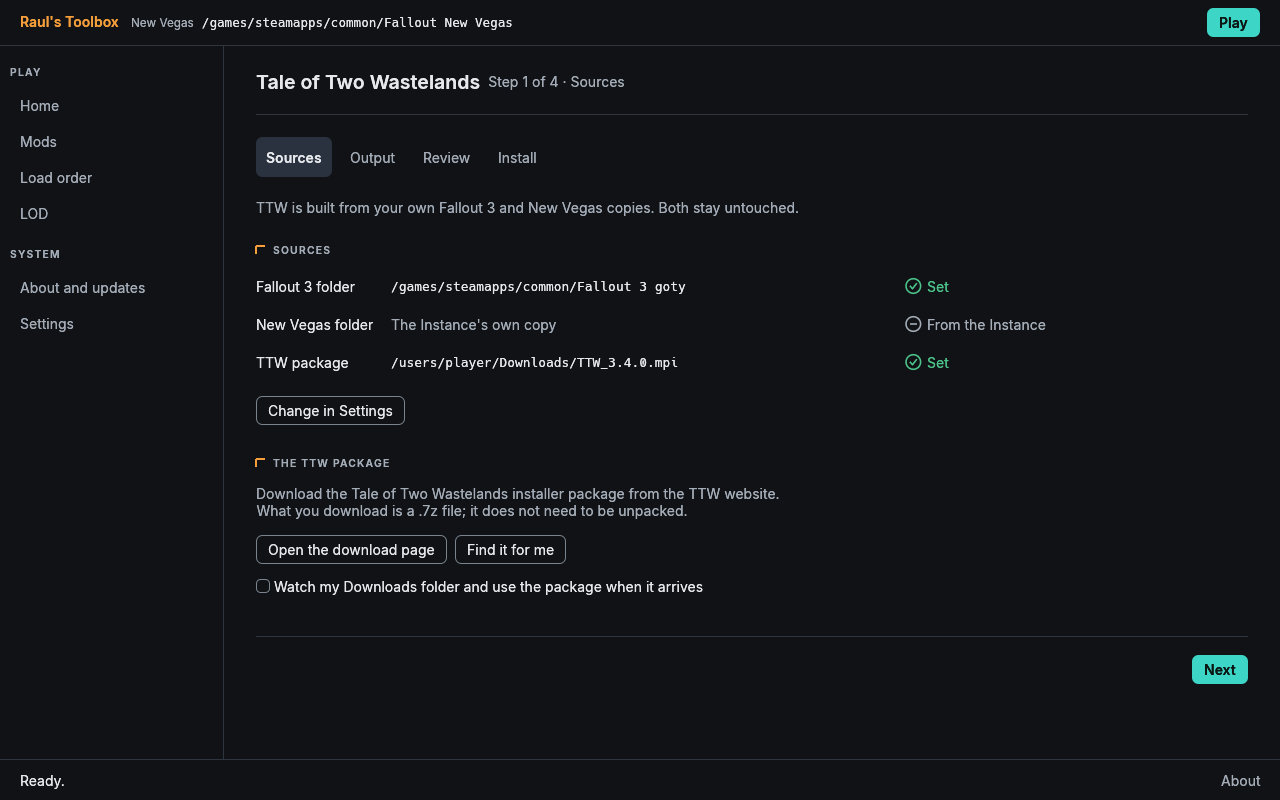 Raul's Toolbox New Vegas /games/steamapps/common/Fallout New Vegas Play
PLAY
Home
Mods
Load order
LOD
SYSTEM
About and updates
Settings
Tale of Two Wastelands Step 1 of 4 · Sources
Sources Output Review Install
TTW is built from your own Fallout 3 and New Vegas copies. Both stay untouched.
SOURCES
Fallout 3 folder /games/steamapps/common/Fallout 3 goty Set
New Vegas folder The Instance's own copy From the Instance
TTW package /users/player/Downloads/TTW_3.4.0.mpi Set
Change in Settings
THE TTW PACKAGE
Download the Tale of Two Wastelands installer package from the TTW website.
What you download is a .7z file; it does not need to be unpacked.
Open the download page Find it for me
Watch my Downloads folder and use the package when it arrives
Next
Ready. About